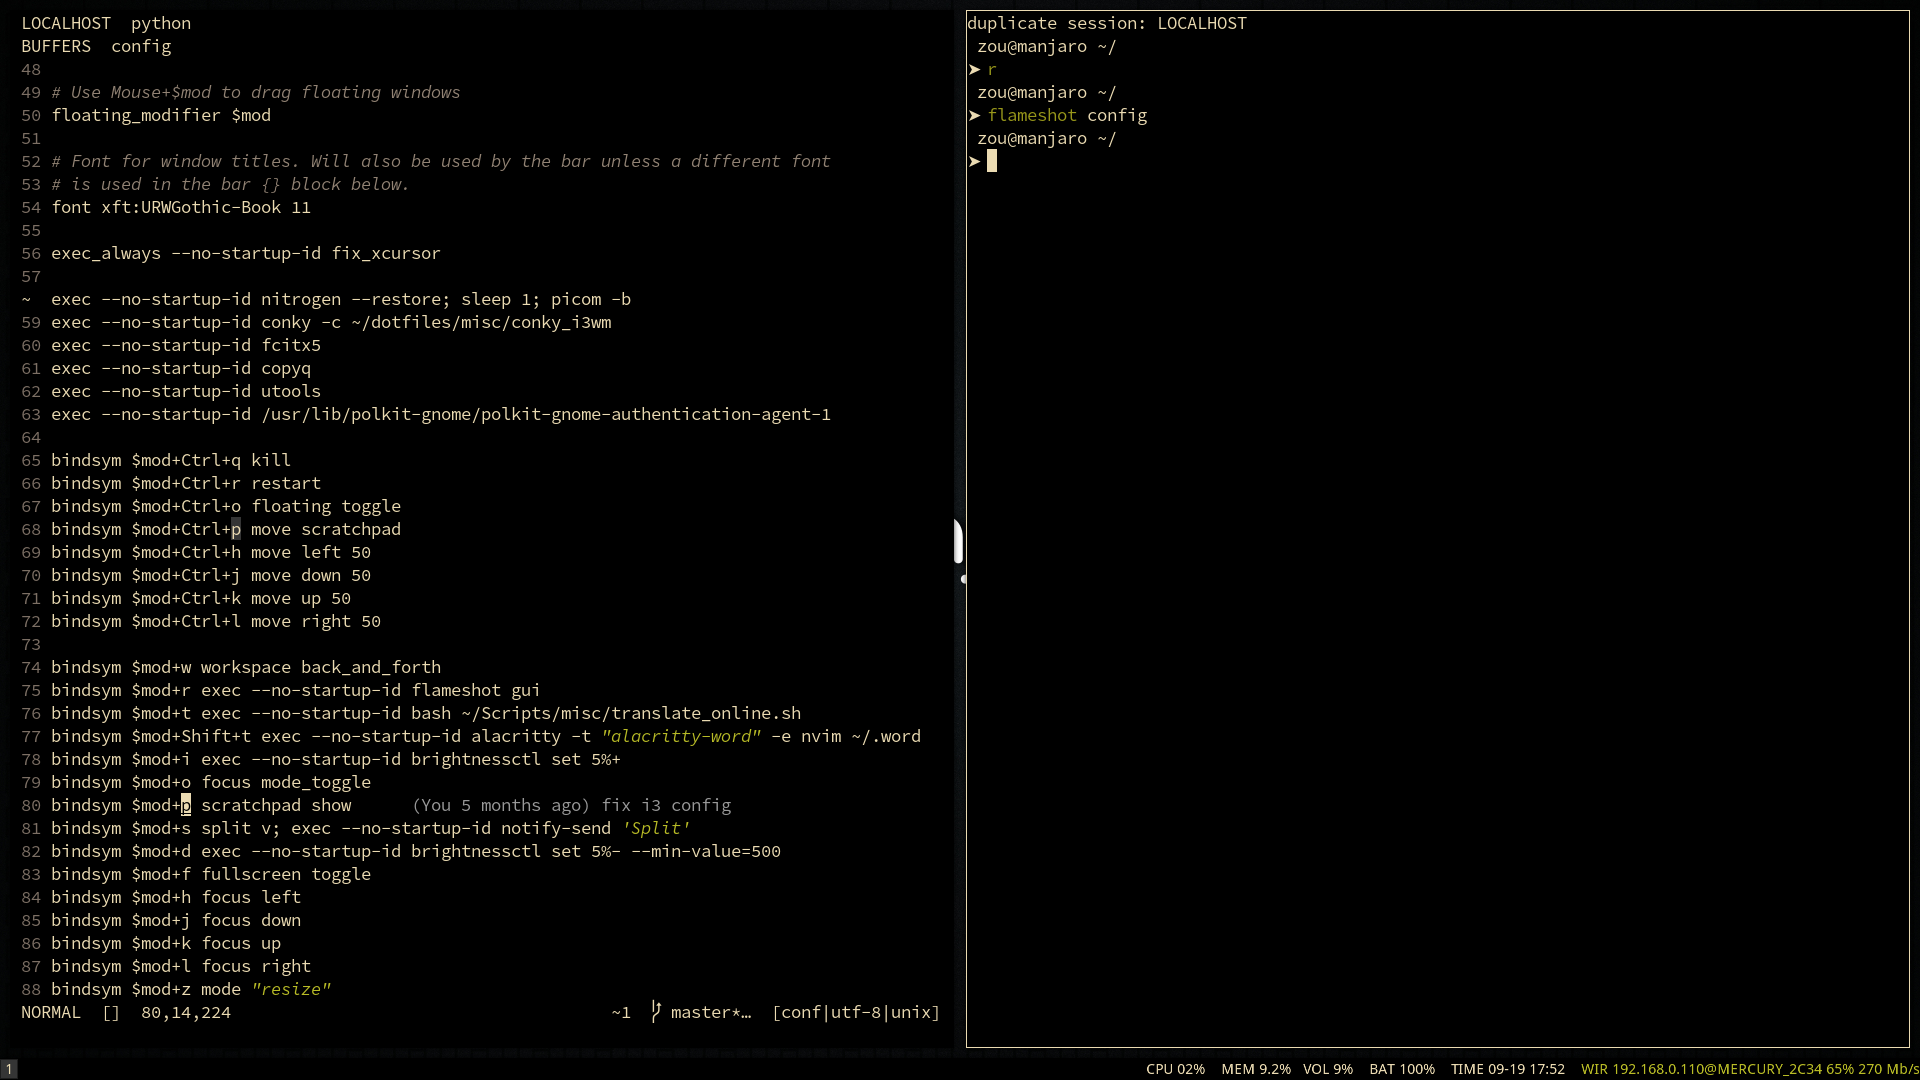 LOCALHOST  python
BUFFERS  config
48
49 # Use Mouse+$mod to drag floating windows
50 floating_modifier $mod
51
52 # Font for window titles. Will also be used by the bar unless a different font
53 # is used in the bar {} block below.
54 font xft:URWGothic-Book 11
55
56 exec_always --no-startup-id fix_xcursor
57
~  exec --no-startup-id nitrogen --restore; sleep 1; picom -b
59 exec --no-startup-id conky -c ~/dotfiles/misc/conky_i3wm
60 exec --no-startup-id fcitx5
61 exec --no-startup-id copyq
62 exec --no-startup-id utools
63 exec --no-startup-id /usr/lib/polkit-gnome/polkit-gnome-authentication-agent-1
64
65 bindsym $mod+Ctrl+q kill
66 bindsym $mod+Ctrl+r restart
67 bindsym $mod+Ctrl+o floating toggle
68 bindsym $mod+Ctrl+p move scratchpad
69 bindsym $mod+Ctrl+h move left 50
70 bindsym $mod+Ctrl+j move down 50
71 bindsym $mod+Ctrl+k move up 50
72 bindsym $mod+Ctrl+l move right 50
73
74 bindsym $mod+w workspace back_and_forth
75 bindsym $mod+r exec --no-startup-id flameshot gui
76 bindsym $mod+t exec --no-startup-id bash ~/Scripts/misc/translate_online.sh
77 bindsym $mod+Shift+t exec --no-startup-id alacritty -t "alacritty-word" -e nvim ~/.word
78 bindsym $mod+i exec --no-startup-id brightnessctl set 5%+
79 bindsym $mod+o focus mode_toggle
80 bindsym $mod+p scratchpad show      (You 5 months ago) fix i3 config
81 bindsym $mod+s split v; exec --no-startup-id notify-send 'Split'
82 bindsym $mod+d exec --no-startup-id brightnessctl set 5%- --min-value=500
83 bindsym $mod+f fullscreen toggle
84 bindsym $mod+h focus left
85 bindsym $mod+j focus down
86 bindsym $mod+k focus up
87 bindsym $mod+l focus right
88 bindsym $mod+z mode "resize"
NORMAL  []  80,14,224  ~1  master*…  [conf|utf-8|unix]
duplicate session: LOCALHOST
zou@manjaro ~/
➤ r
zou@manjaro ~/
➤ flameshot config
zou@manjaro ~/
➤
1  CPU 02%  MEM 9.2%  VOL 9%  BAT 100%  TIME 09-19 17:52  WIR 192.168.0.110@MERCURY_2C34 65% 270 Mb/s